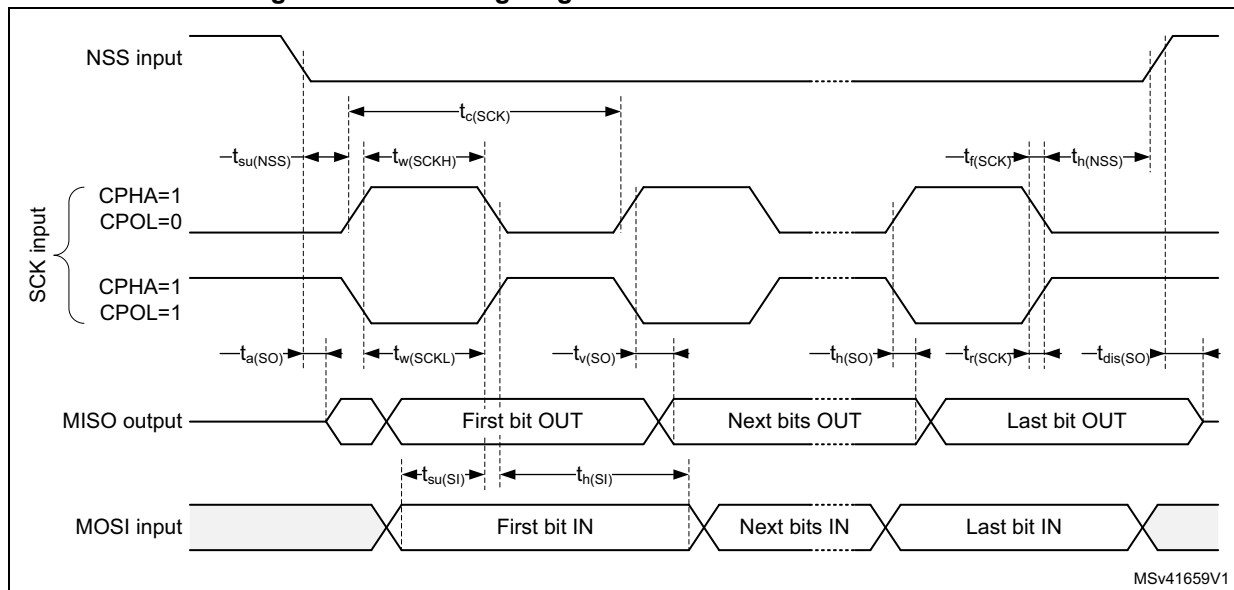 NSS input
tc(SCK)
tsu(NSS) tw(SCKH) tf(SCK) th(NSS)
CPHA=1
CPOL=0
SCK input
CPHA=1
CPOL=1
ta(SO) tw(SCKL) tv(SO) th(SO) tr(SCK) tdis(SO)
MISO output First bit OUT Next bits OUT Last bit OUT
tsu(SI) th(SI)
MOSI input First bit IN Next bits IN Last bit IN
MSv41659V1